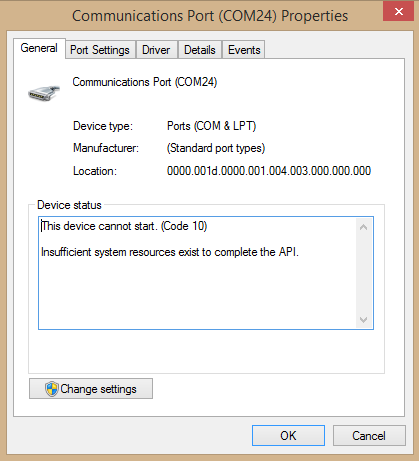 Communications Port (COM24) Properties
General Port Settings Driver Details Events
Communications Port (COM24)
Device type: Ports (COM & LPT)
Manufacturer: (Standard port types)
Location: 0000.001d.0000.001.004.003.000.000.000
Device status
This device cannot start. (Code 10)
Insufficient system resources exist to complete the API.
Change settings
OK Cancel